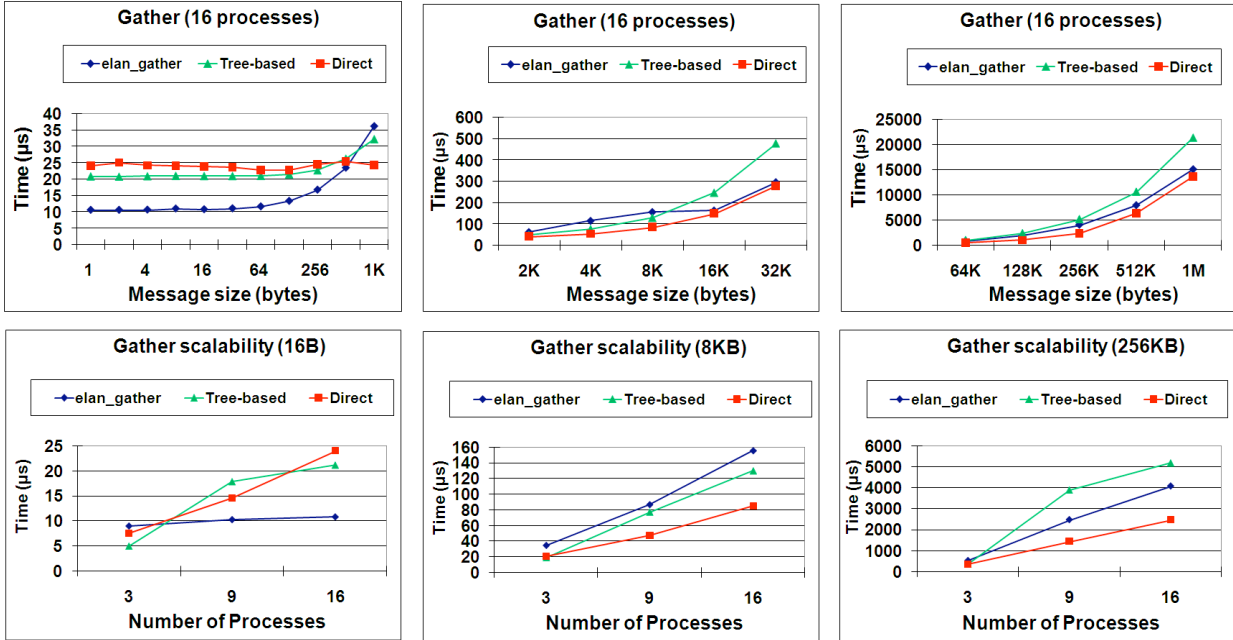 Gather (16 processes)
elan_gather Tree-based Direct
Time (µs)
40
35
30
25
20
15
10
5
0
1 4 16 64 256 1K
Message size (bytes)
Gather (16 processes)
elan_gather Tree-based Direct
Time (µs)
600
500
400
300
200
100
0
2K 4K 8K 16K 32K
Message size (bytes)
Gather (16 processes)
elan_gather Tree-based Direct
Time (µs)
25000
20000
15000
10000
5000
0
64K 128K 256K 512K 1M
Message size (bytes)
Gather scalability (16B)
elan_gather Tree-based Direct
Time (µs)
25
20
15
10
5
0
3 9 16
Number of Processes
Gather scalability (8KB)
elan_gather Tree-based Direct
Time (µs)
160
140
120
100
80
60
40
20
0
3 9 16
Number of Processes
Gather scalability (256KB)
elan_gather Tree-based Direct
Time (µs)
6000
5000
4000
3000
2000
1000
0
3 9 16
Number of Processes